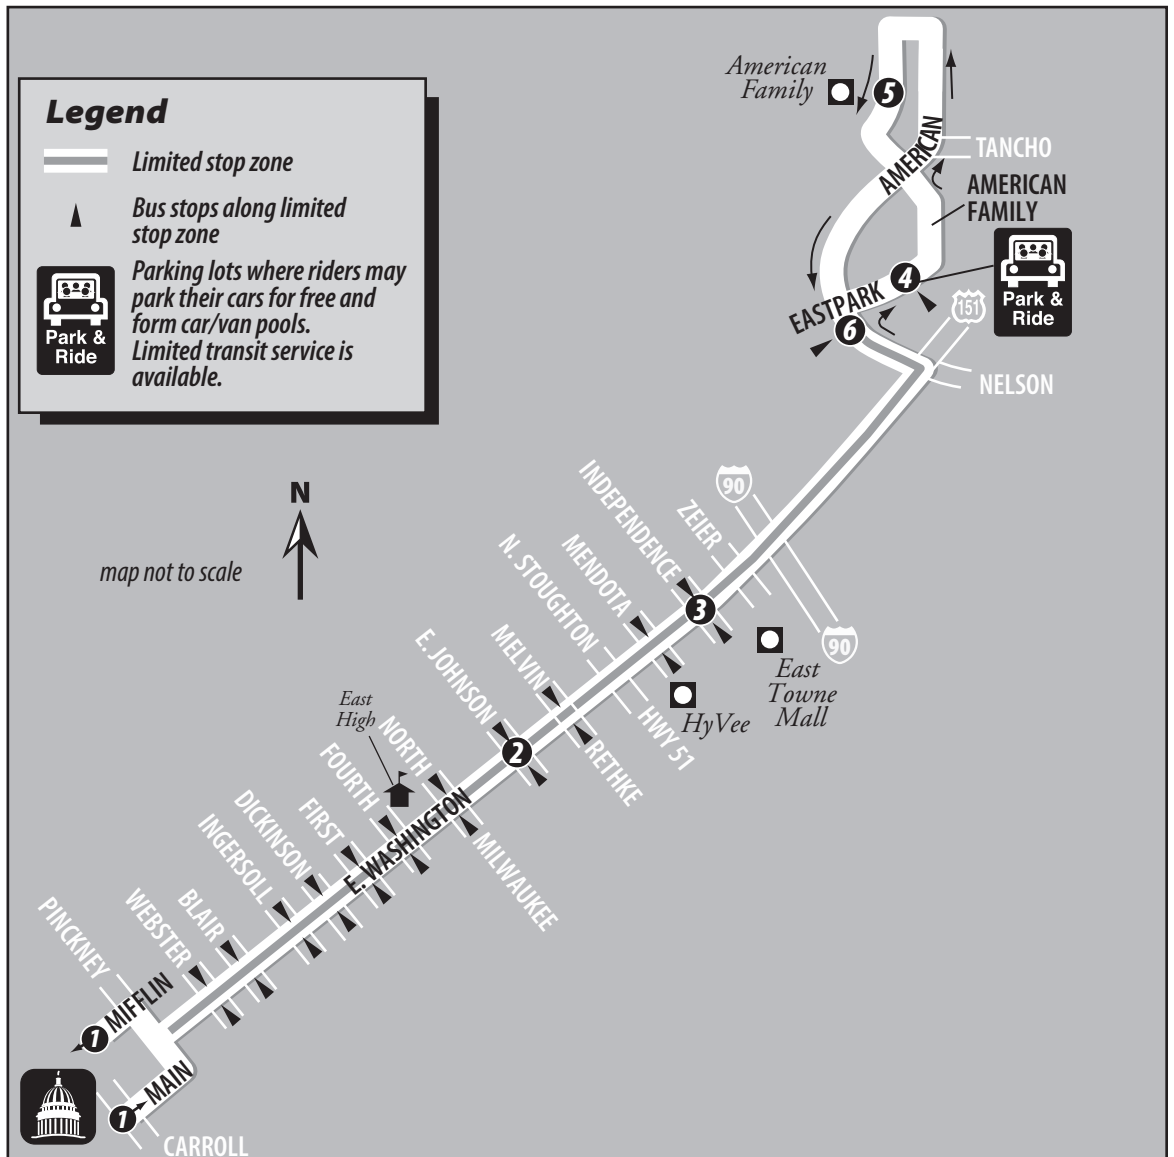 Legend
Limited stop zone
Bus stops along limited
stop zone
Park &
Ride
Parking lots where riders may
park their cars for free and
form car/van pools.
Limited transit service is
available.
N
map not to scale
American
Family
5
AMERICAN
TANCHO
AMERICAN
FAMILY
4
Park &
Ride
EASTPARK
6
151
NELSON
90
INDEPENDENCE
ZEIER
MENDOTA
N. STOUGHTON
3
90
East
Towne
Mall
HyVee
HWY 51
MELVIN
E. JOHNSON
2
RETHKE
East
High
NORTH
FOURTH
FIRST
DICKINSON
INGERSOLL
E. WASHINGTON
MILWAUKEE
BLAIR
WEBSTER
PINCKNEY
MIFFLIN
1
MAIN
1
CARROLL